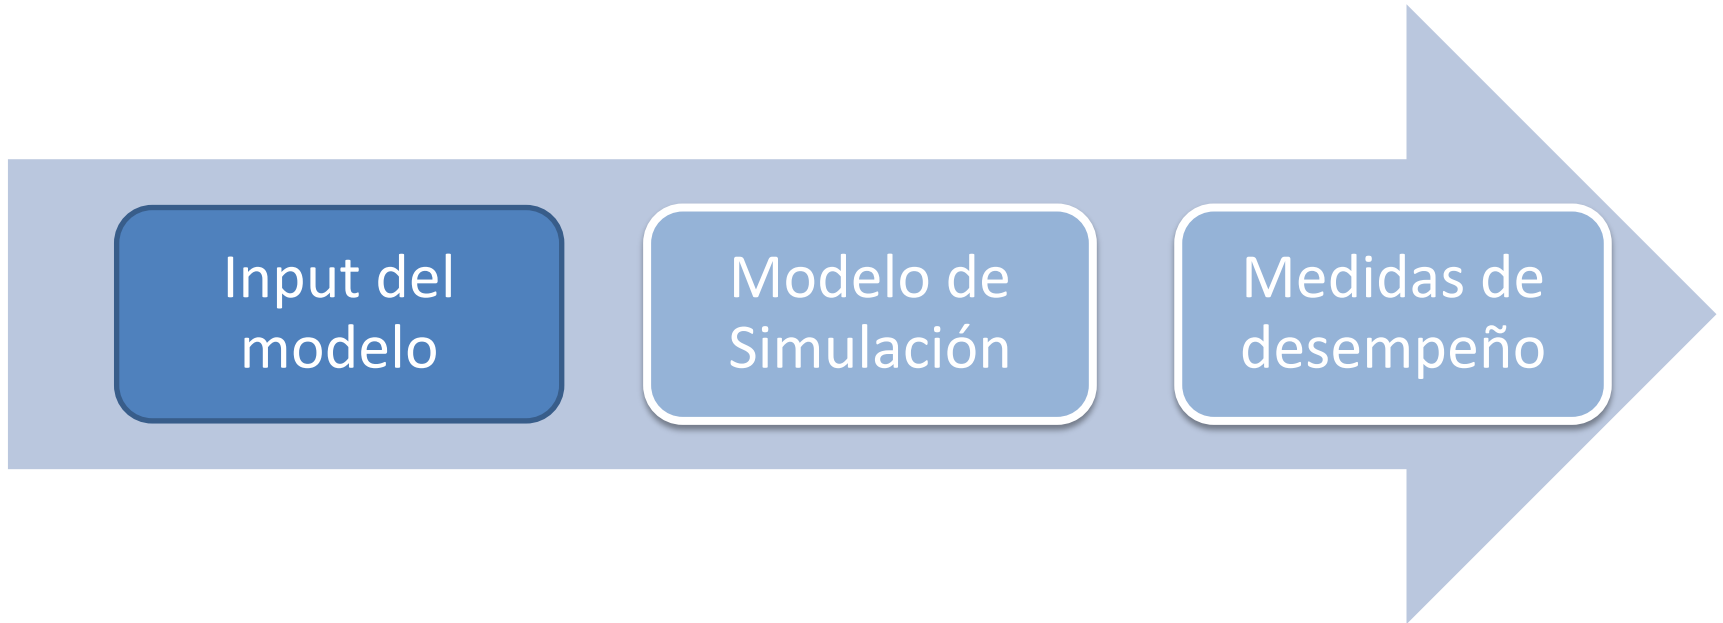 Input del
modelo
Modelo de
Simulación
Medidas de
desempeño